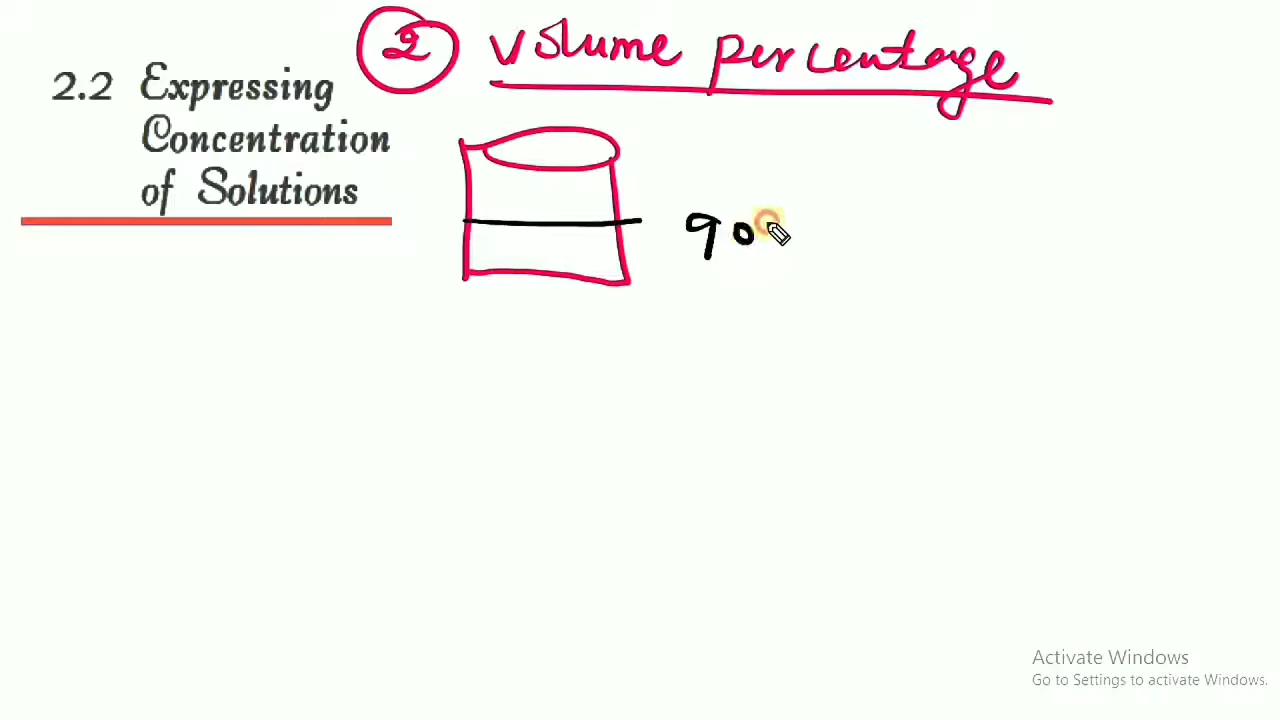 ② volume percentage
2.2 Expressing
Concentration
of Solutions
90
Activate Windows
Go to Settings to activate Windows.